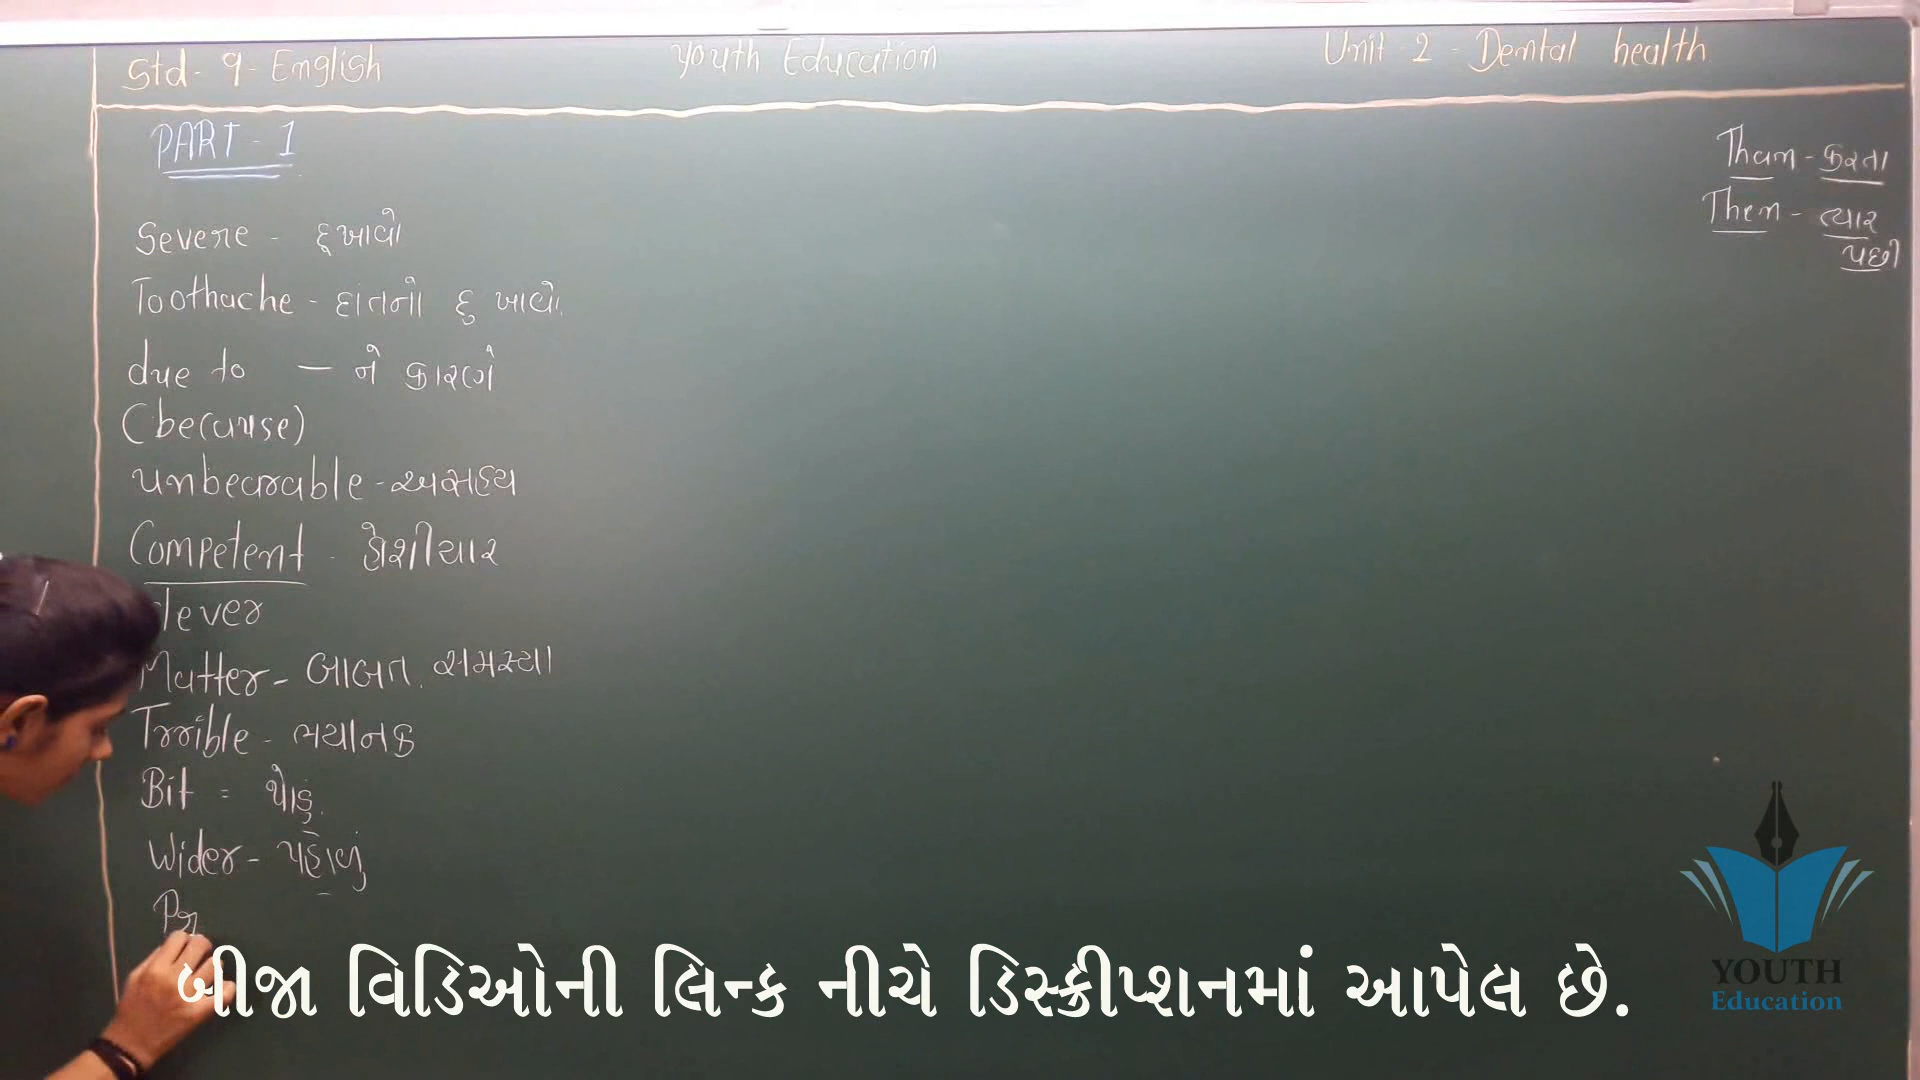 Std - 9 - English
Youth Education
Unit - 2 - Dental health
PART - 1
Than - કરતા
Then - ત્યાર
પછી
Severe - દૂખાવો
Toothache - દાંતનો દુ ખાવો.
due to — ને કારણે
(because)
unbearable - અસહ્ય
Competent - હોશીયાર
lever
Matter - બાબત. સમસ્યા
Trrible - ભયાનક
Bit = થોડું.
Wider - પહોળું
Pr
બીજા વિડિઓની લિન્ક નીચે ડિસ્ક્રીપ્શનમાં આપેલ છે.
YOUTH
Education